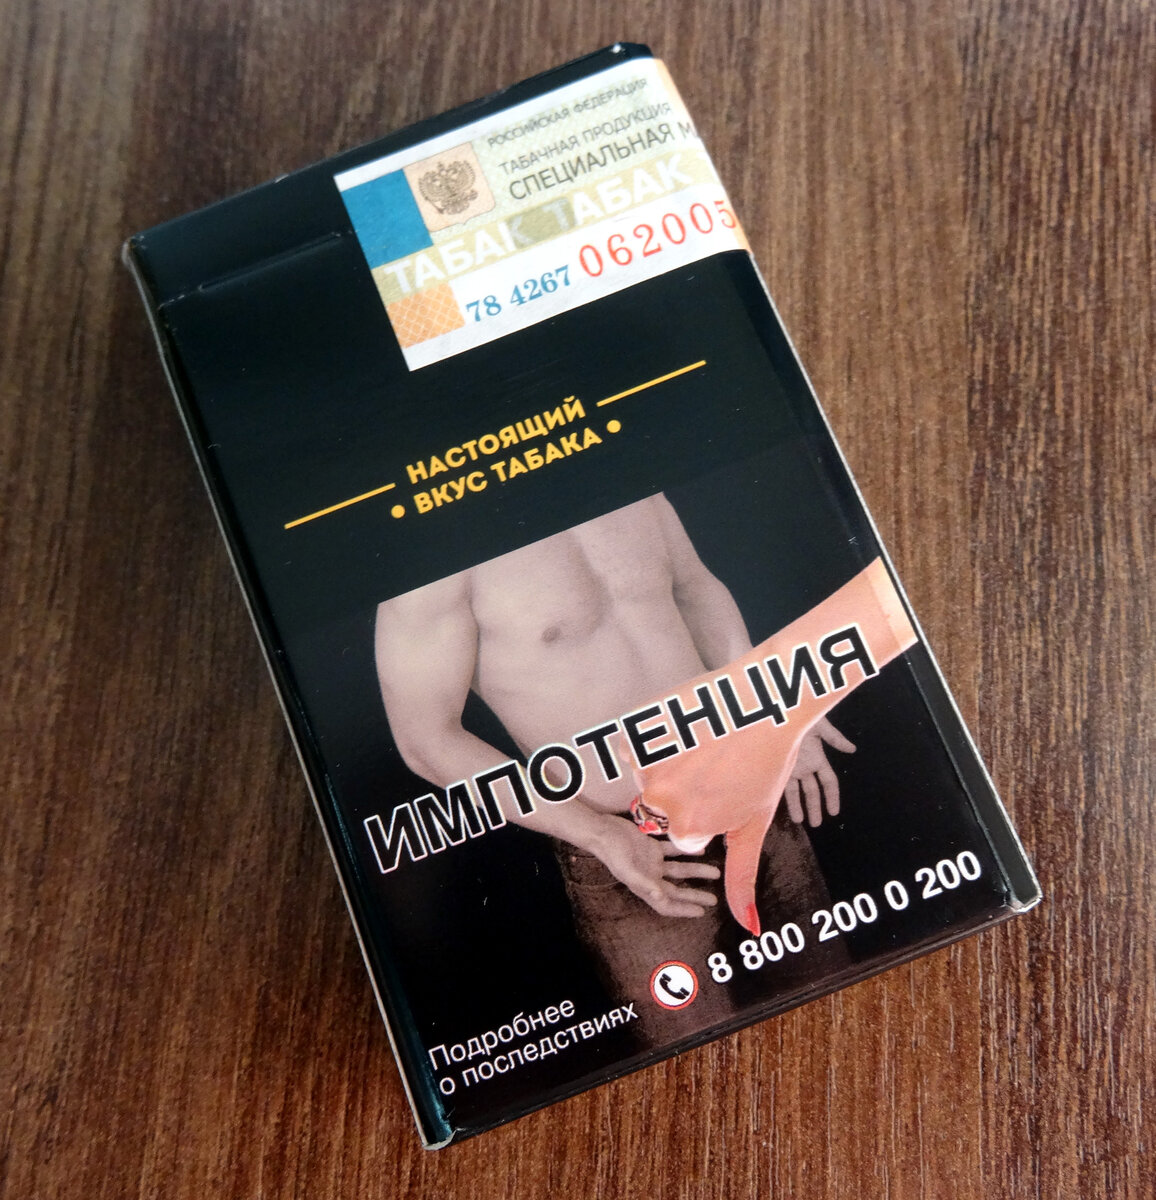 РОССИЙСКАЯ ФЕДЕРАЦИЯ
ТАБАЧНАЯ ПРОДУКЦИЯ
СПЕЦИАЛЬНАЯ
ТАБАК ТАБАК
78 4267 062005
НАСТОЯЩИЙ
• ВКУС ТАБАКА •
ИМПОТЕНЦИЯ
Подробнее
о последствиях
8 800 200 0 200